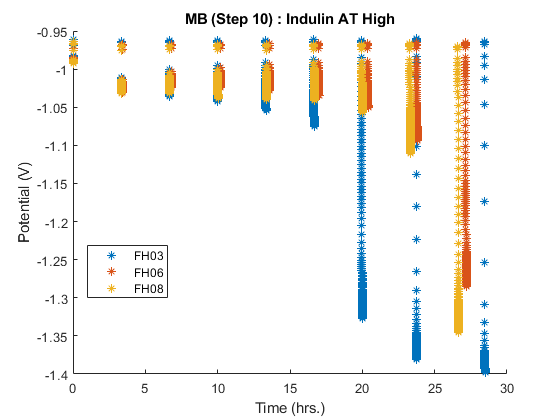 MB (Step 10) : Indulin AT High
-0.95
-1
-1.05
-1.1
-1.15
-1.2
-1.25
-1.3
-1.35
-1.4
Potential (V)
FH03
FH06
FH08
0 5 10 15 20 25 30
Time (hrs.)